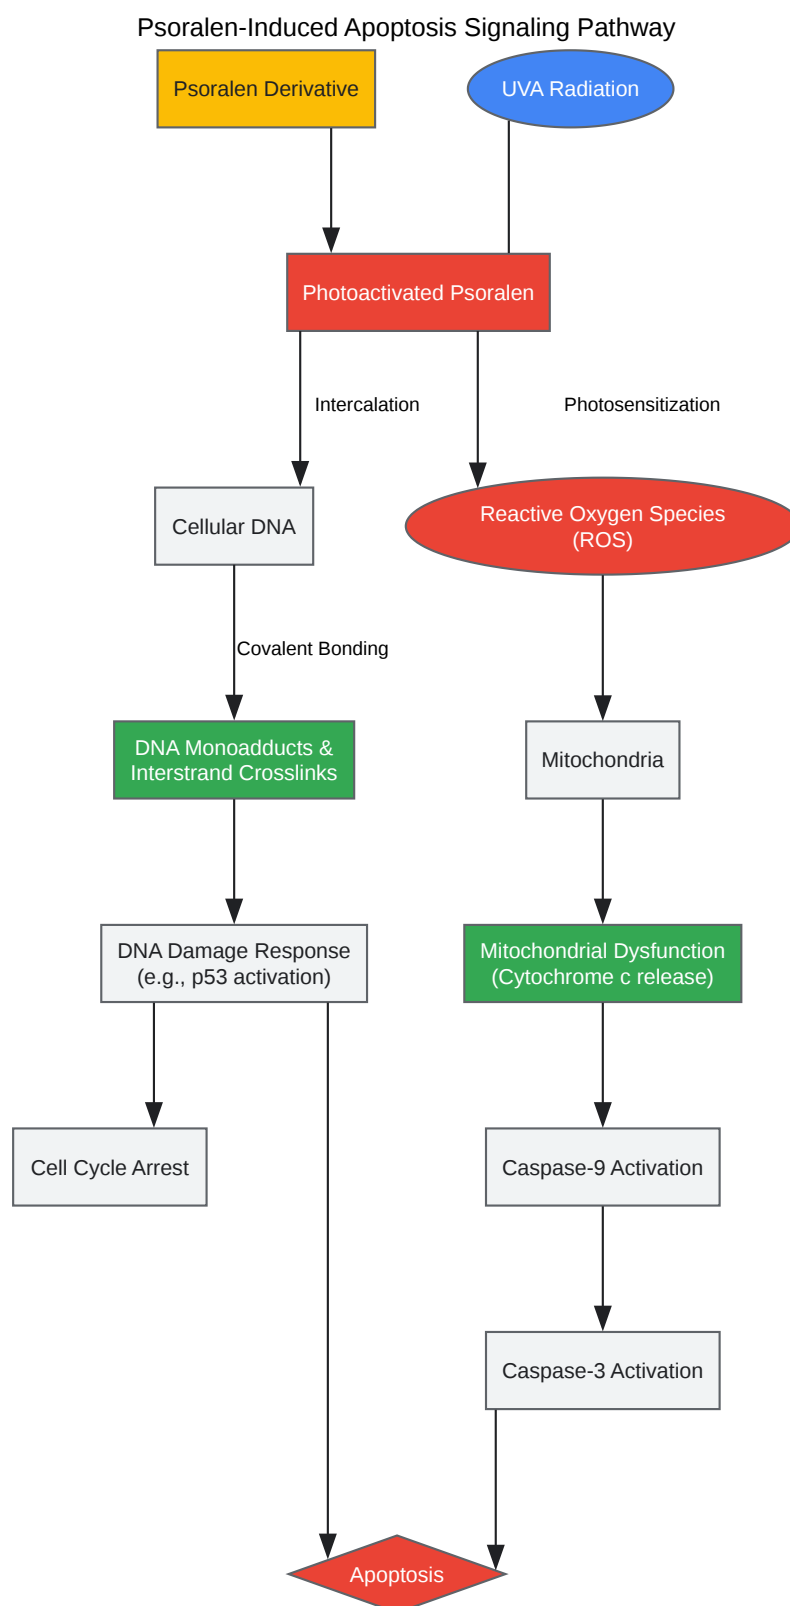 Psoralen-Induced Apoptosis Signaling Pathway
Psoralen Derivative
UVA Radiation
Photoactivated Psoralen
Intercalation
Photosensitization
Cellular DNA
Reactive Oxygen Species
(ROS)
Covalent Bonding
DNA Monoadducts &
Interstrand Crosslinks
Mitochondria
DNA Damage Response
(e.g., p53 activation)
Mitochondrial Dysfunction
(Cytochrome c release)
Cell Cycle Arrest
Caspase-9 Activation
Caspase-3 Activation
Apoptosis